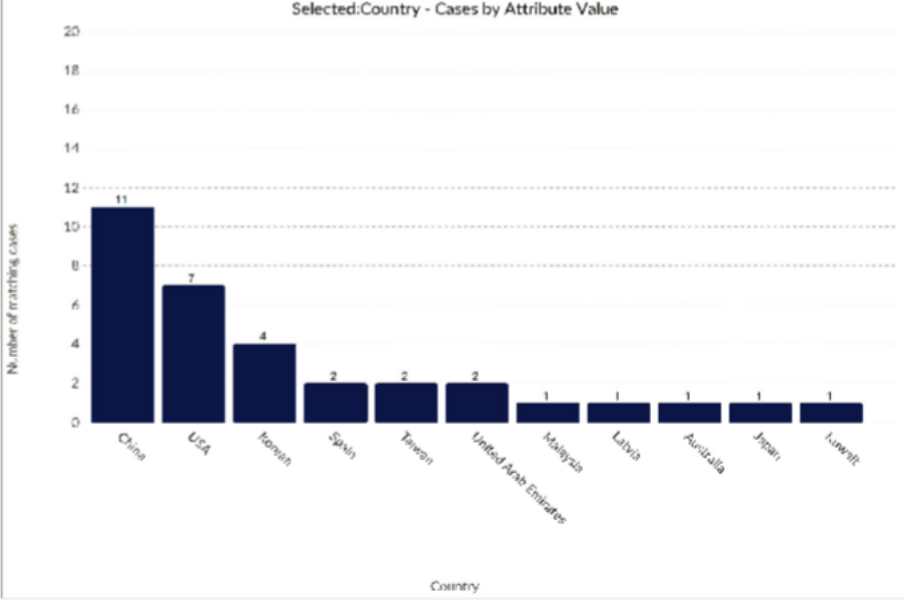 Selected:Country - Cases by Attribute Value
20
18
16
14
12
10
8
6
4
2
0
Number of matching cases
11
7
4
2
2
2
1
1
1
1
1
China
USA
Korean
Spain
Taiwan
United Arab Emirates
Malaysia
Latvia
Australia
Japan
Kuwait
Country